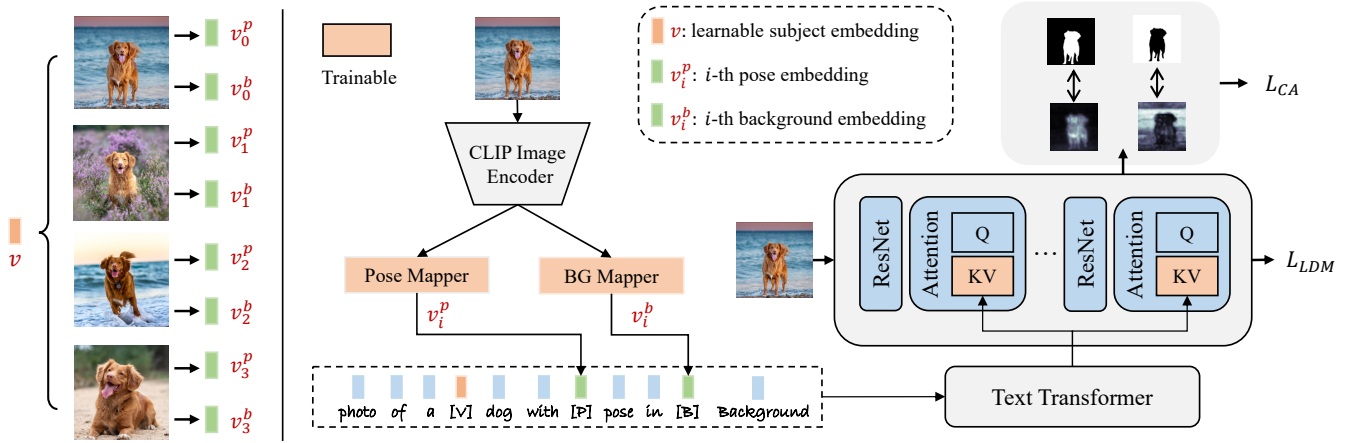 v
v_0^p
v_0^b
v_1^p
v_1^b
v_2^p
v_2^b
v_3^p
v_3^b
Trainable
CLIP Image
Encoder
Pose Mapper
BG Mapper
v_i^p
v_i^b
photo of a [V] dog with [P] pose in [B] Background
v: learnable subject embedding
v_i^p: i-th pose embedding
v_i^b: i-th background embedding
L_CA
ResNet
Attention
Q
KV
...
ResNet
Attention
Q
KV
L_LDM
Text Transformer